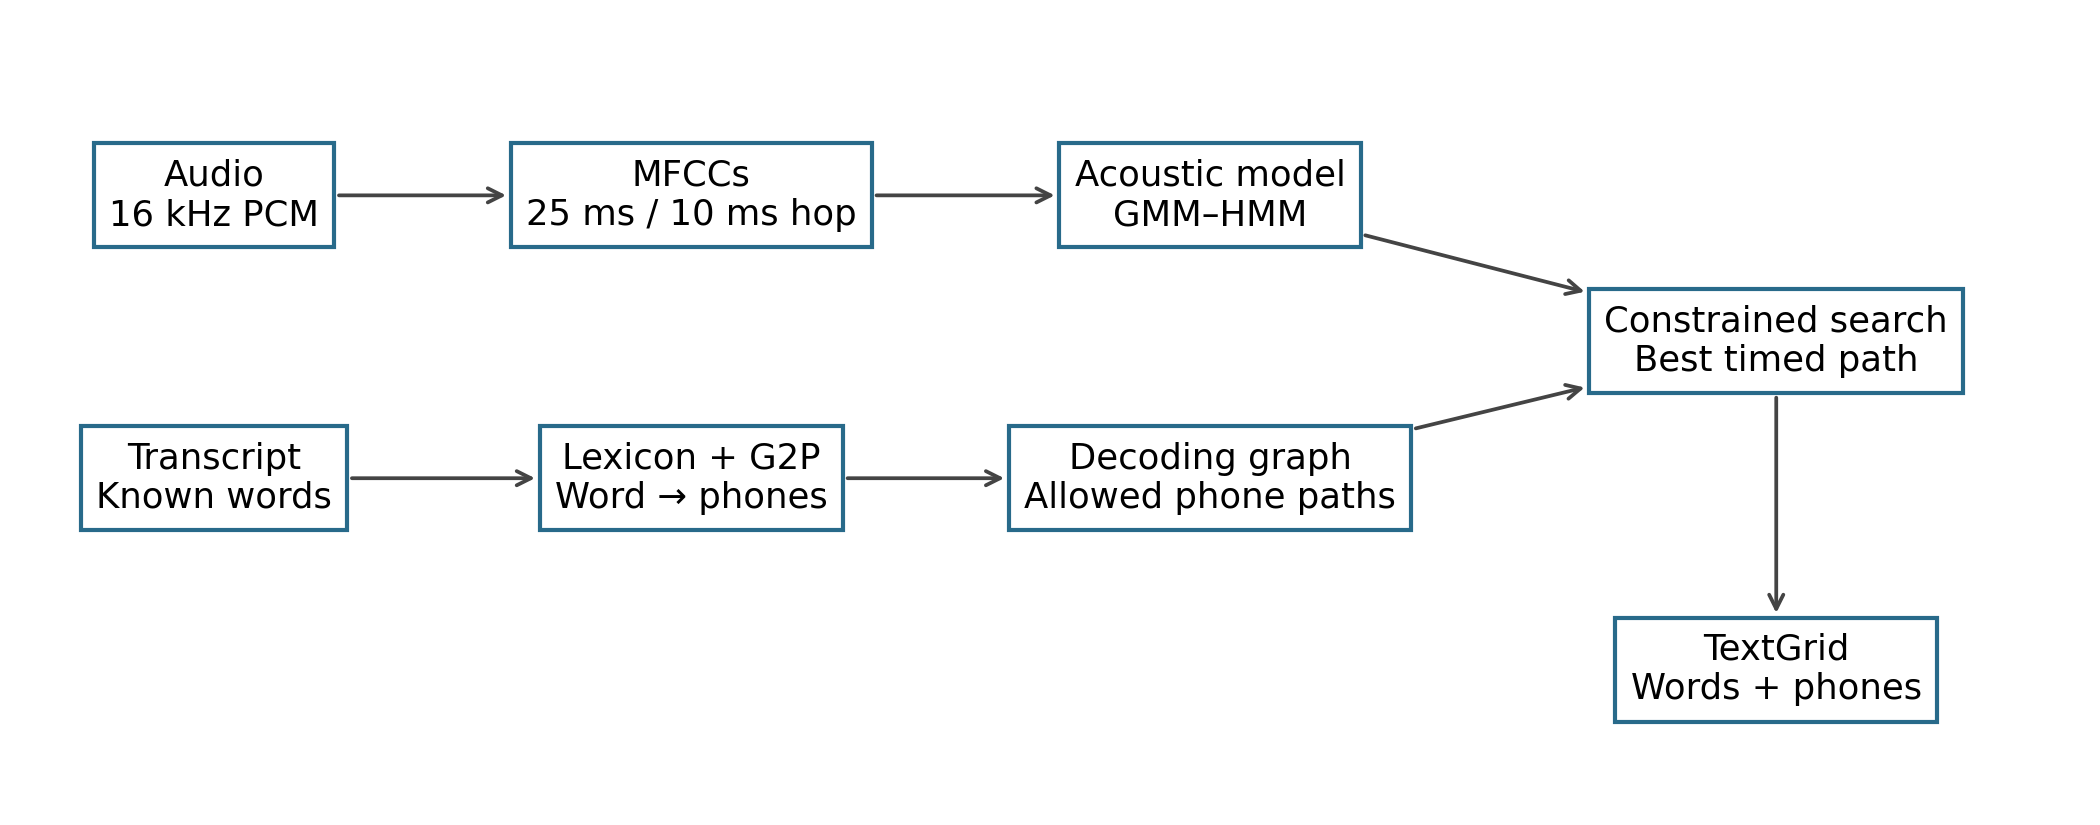 Audio
16 kHz PCM
MFCCs
25 ms / 10 ms hop
Acoustic model
GMM–HMM
Constrained search
Best timed path
Transcript
Known words
Lexicon + G2P
Word → phones
Decoding graph
Allowed phone paths
TextGrid
Words + phones